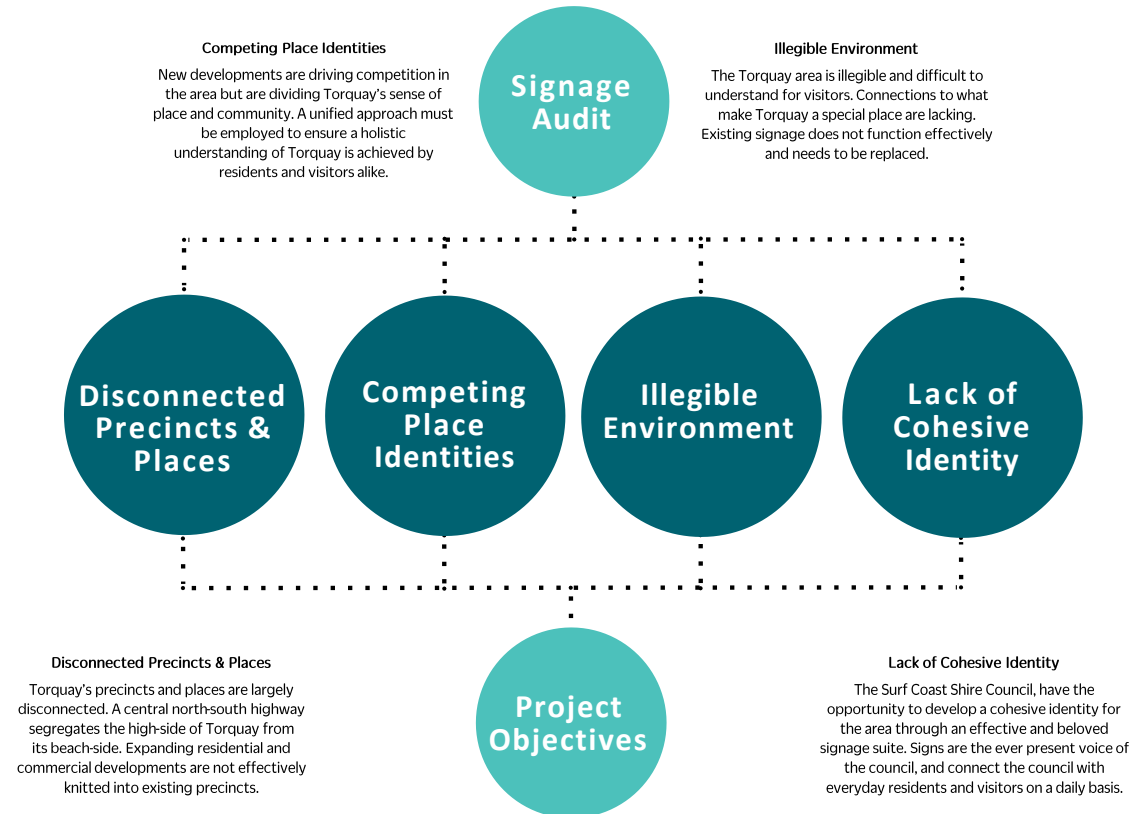 Competing Place Identities
New developments are driving competition in
the area but are dividing Torquay's sense of
place and community. A unified approach must
be employed to ensure a holistic
understanding of Torquay is achieved by
residents and visitors alike.
Signage
Audit
Illegible Environment
The Torquay area is illegible and difficult to
understand for visitors. Connections to what
make Torquay a special place are lacking.
Existing signage does not function effectively
and needs to be replaced.
Disconnected
Precincts &
Places
Competing
Place
Identities
Illegible
Environment
Lack of
Cohesive
Identity
Disconnected Precincts & Places
Torquay's precincts and places are largely
disconnected. A central north-south highway
segregates the high-side of Torquay from
its beach-side. Expanding residential and
commercial developments are not effectively
knitted into existing precincts.
Project
Objectives
Lack of Cohesive Identity
The Surf Coast Shire Council, have the
opportunity to develop a cohesive identity for
the area through an effective and beloved
signage suite. Signs are the ever present voice of
the council, and connect the council with
everyday residents and visitors on a daily basis.